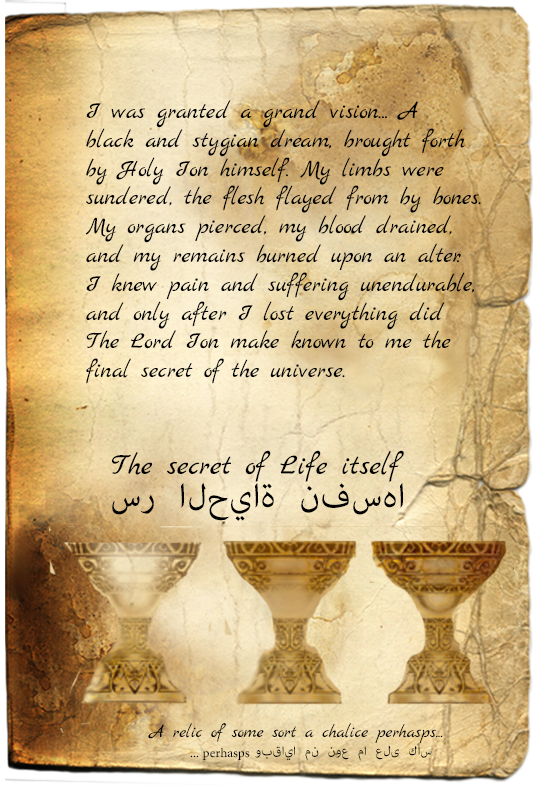 I was granted a grand vision... A
black and stygian dream, brought forth
by Holy Ion himself. My limbs were
sundered, the flesh flayed from by bones.
My organs pierced, my blood drained,
and my remains burned upon an alter.
I knew pain and suffering unendurable,
and only after I lost everything did
The Lord Ion make known to me the
final secret of the universe.
The secret of Life itself
سر الحياة نفسها
A relic of some sort a chalice perhasps...
... perhasps وبقايا من نوع ما على كأس